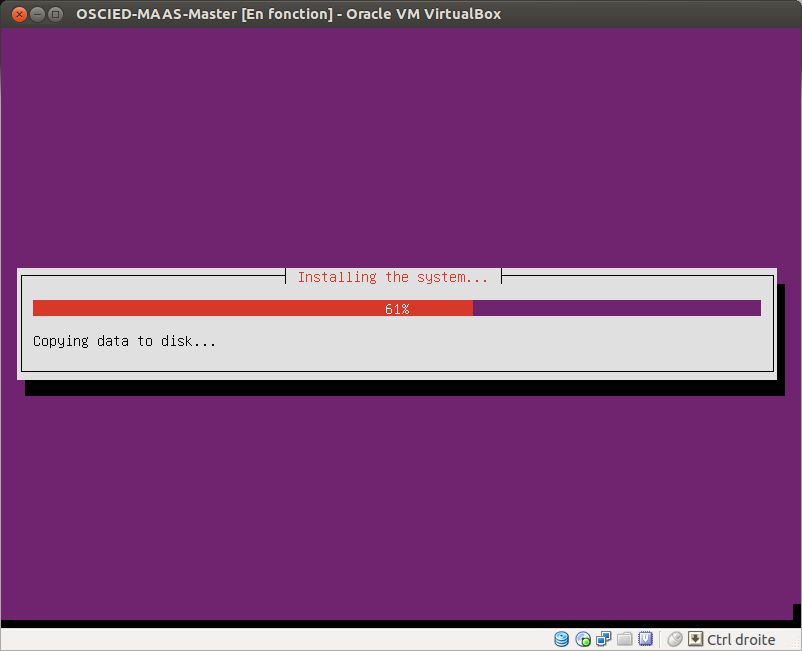 OSCIED-MAAS-Master [En fonction] - Oracle VM VirtualBox
Installing the system...
61%
Copying data to disk...
Ctrl droite